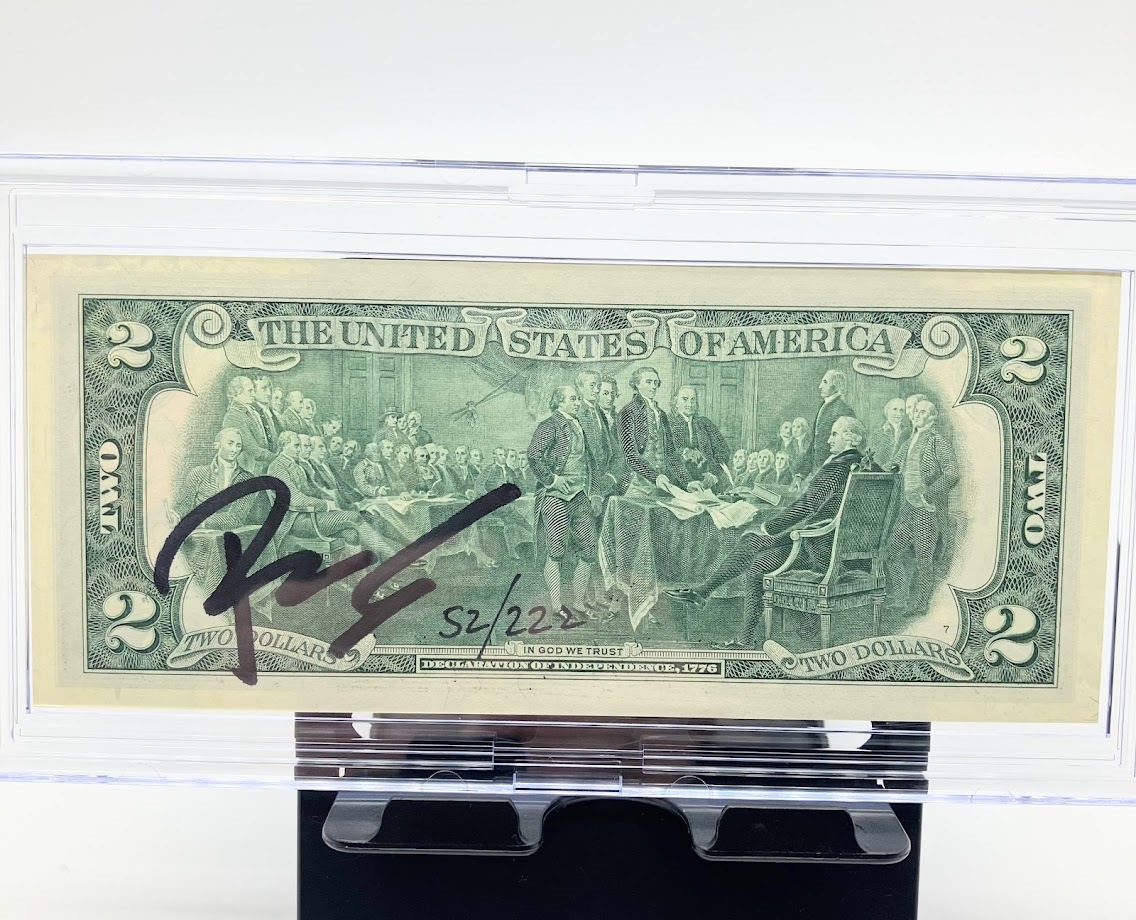 2 2
THE UNITED STATES OF AMERICA
TWO TWO
52/222
2 2
7
TWO DOLLARS IN GOD WE TRUST TWO DOLLARS
DECLARATION OF INDEPENDENCE, 1776